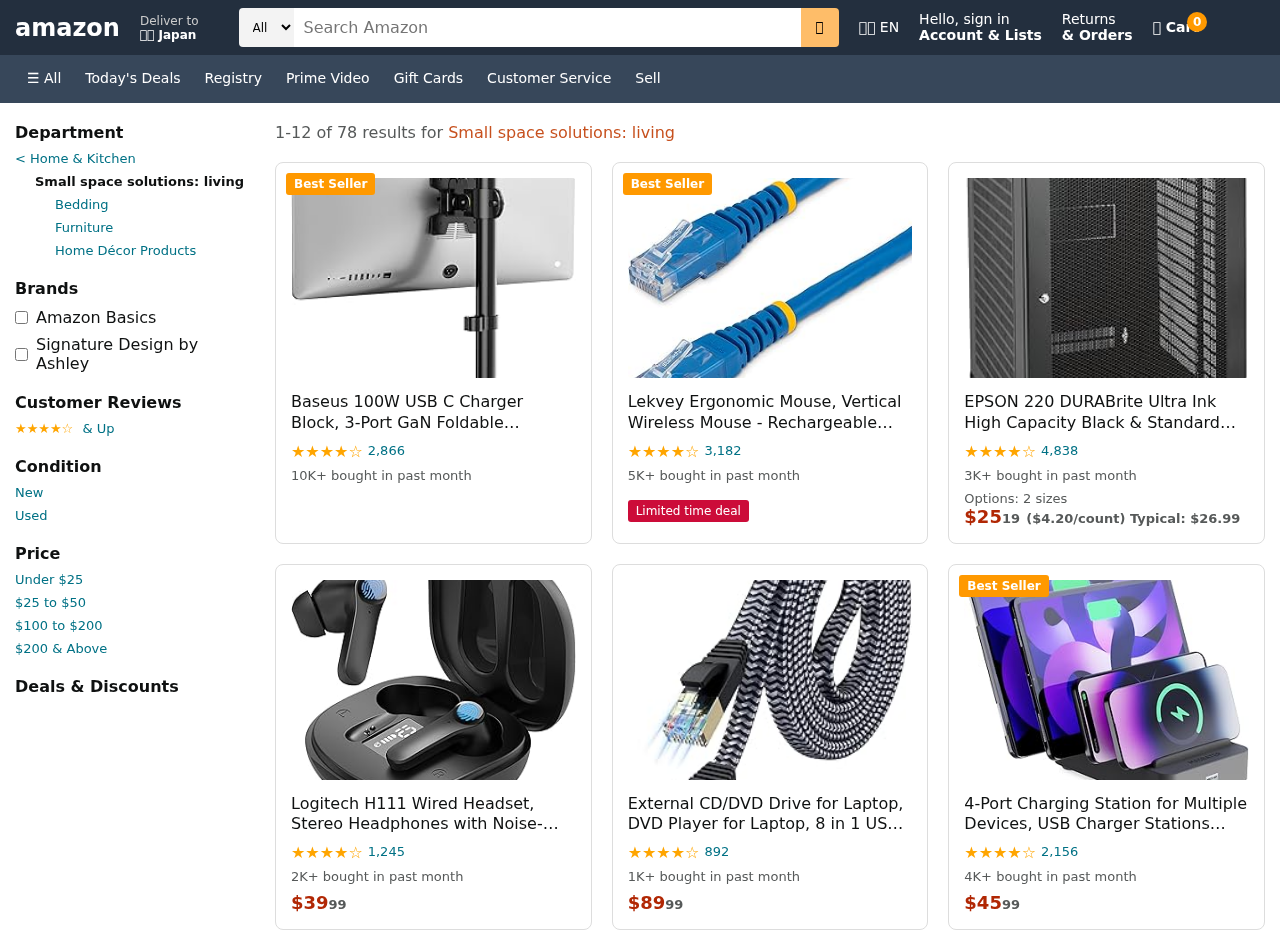 amazon
Deliver to
Japan
All
Search Amazon
EN
Hello, sign in
Account & Lists
Returns
& Orders
0
☰ All
Today's Deals
Registry
Prime Video
Gift Cards
Customer Service
Sell
Department
< Home & Kitchen
Small space solutions: living
Bedding
Furniture
Home Décor Products
Brands
Amazon Basics
Signature Design by
Ashley
Customer Reviews
★★★★☆ & Up
Condition
New
Used
Price
Under $25
$25 to $50
$100 to $200
$200 & Above
Deals & Discounts
1-12 of 78 results for Small space solutions: living
Best Seller
Baseus 100W USB C Charger
Block, 3-Port GaN Foldable…
★★★★☆ 2,866
10K+ bought in past month
Best Seller
Lekvey Ergonomic Mouse, Vertical
Wireless Mouse - Rechargeable…
★★★★☆ 3,182
5K+ bought in past month
Limited time deal
EPSON 220 DURABrite Ultra Ink
High Capacity Black & Standard…
★★★★☆ 4,838
3K+ bought in past month
Options: 2 sizes
$25 19 ($4.20/count) Typical: $26.99
Logitech H111 Wired Headset,
Stereo Headphones with Noise-…
★★★★☆ 1,245
2K+ bought in past month
$39 99
External CD/DVD Drive for Laptop,
DVD Player for Laptop, 8 in 1 US…
★★★★☆ 892
1K+ bought in past month
$89 99
Best Seller
4-Port Charging Station for Multiple
Devices, USB Charger Stations…
★★★★☆ 2,156
4K+ bought in past month
$45 99